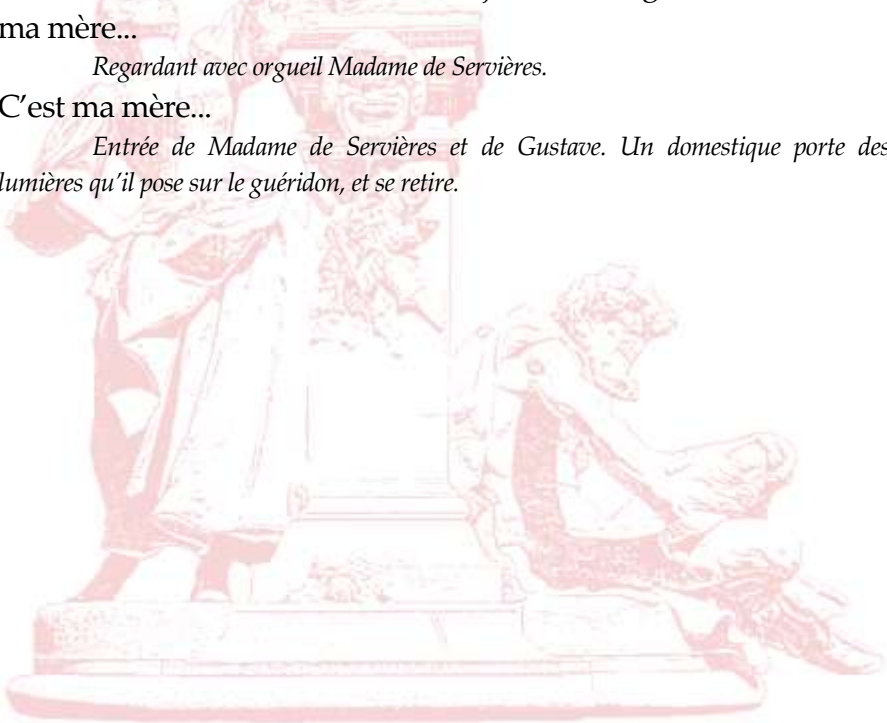 ma mère...
Regardant avec orgueil Madame de Servières.
C’est ma mère...
Entrée de Madame de Servières et de Gustave. Un domestique porte des
lumières qu’il pose sur le guéridon, et se retire.